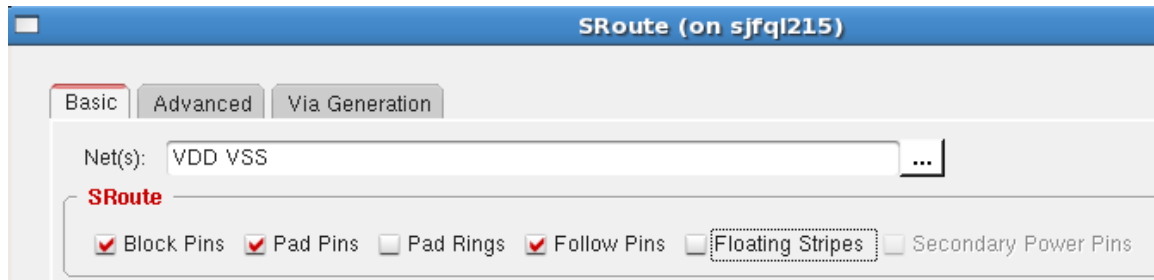 SRoute (on sjfql215)
Basic Advanced Via Generation
Net(s): VDD VSS ...
SRoute
Block Pins Pad Pins Pad Rings Follow Pins Floating Stripes Secondary Power Pins